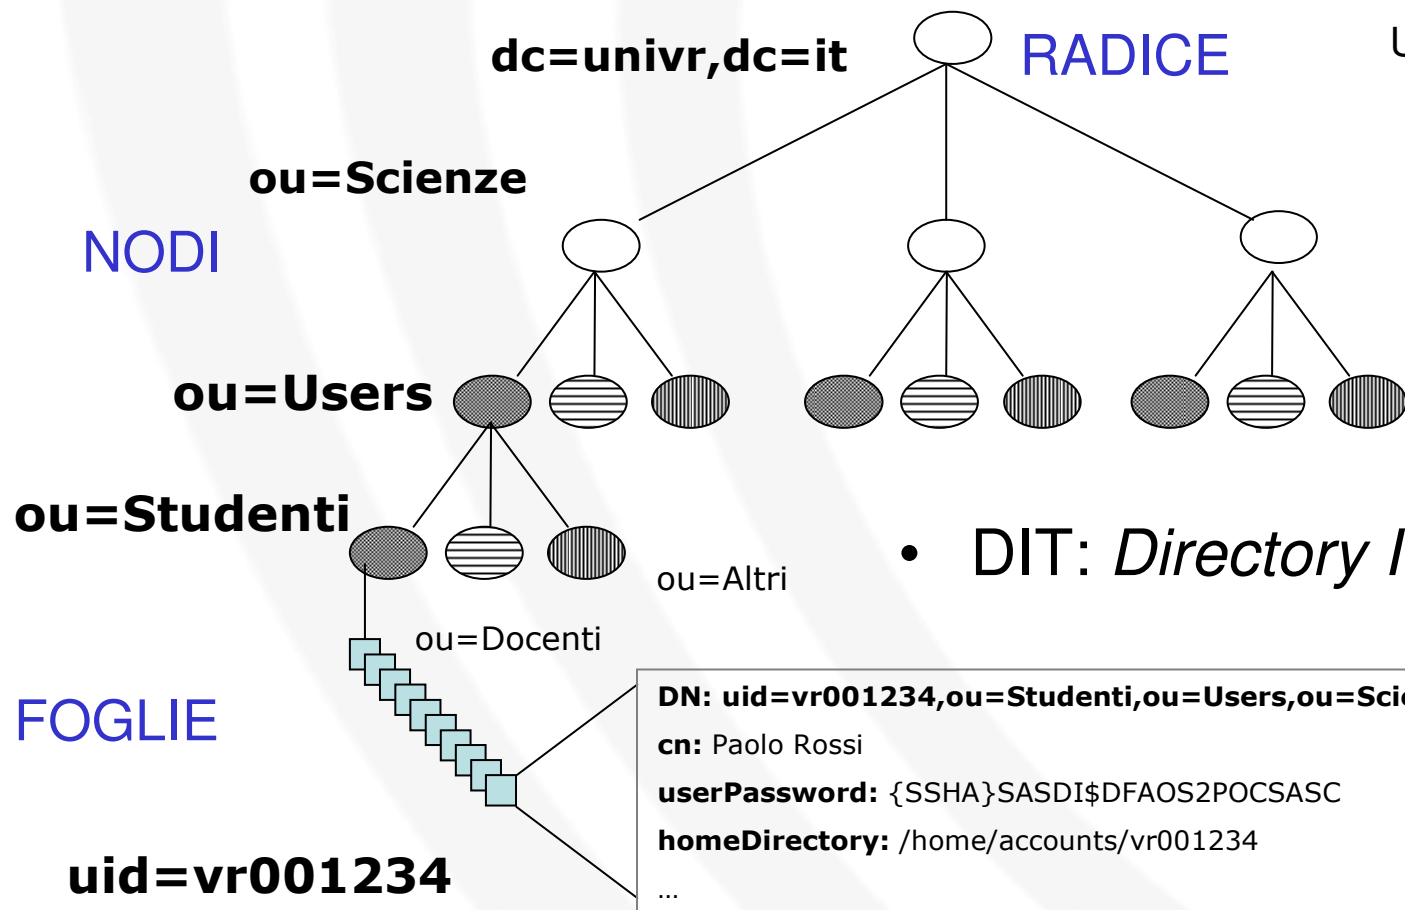 dc=univr,dc=it
RADICE
U
ou=Scienze
NODI
ou=Users
ou=Studenti
• DIT: Directory I
ou=Altri
ou=Docenti
FOGLIE
DN: uid=vr001234,ou=Studenti,ou=Users,ou=Scie
cn: Paolo Rossi
userPassword: {SSHA}SASDI$DFAOS2POCSASC
homeDirectory: /home/accounts/vr001234
…
uid=vr001234